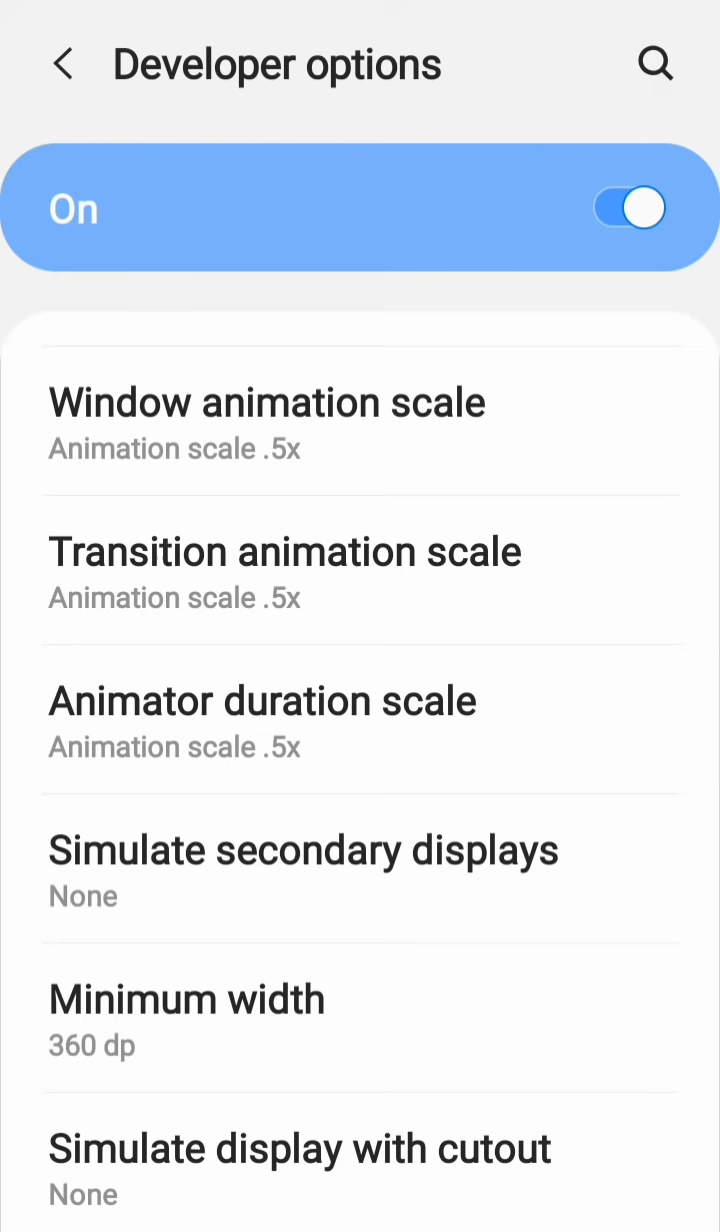 Developer options
On
Window animation scale
Animation scale .5x
Transition animation scale
Animation scale .5x
Animator duration scale
Animation scale .5x
Simulate secondary displays
None
Minimum width
360 dp
Simulate display with cutout
None